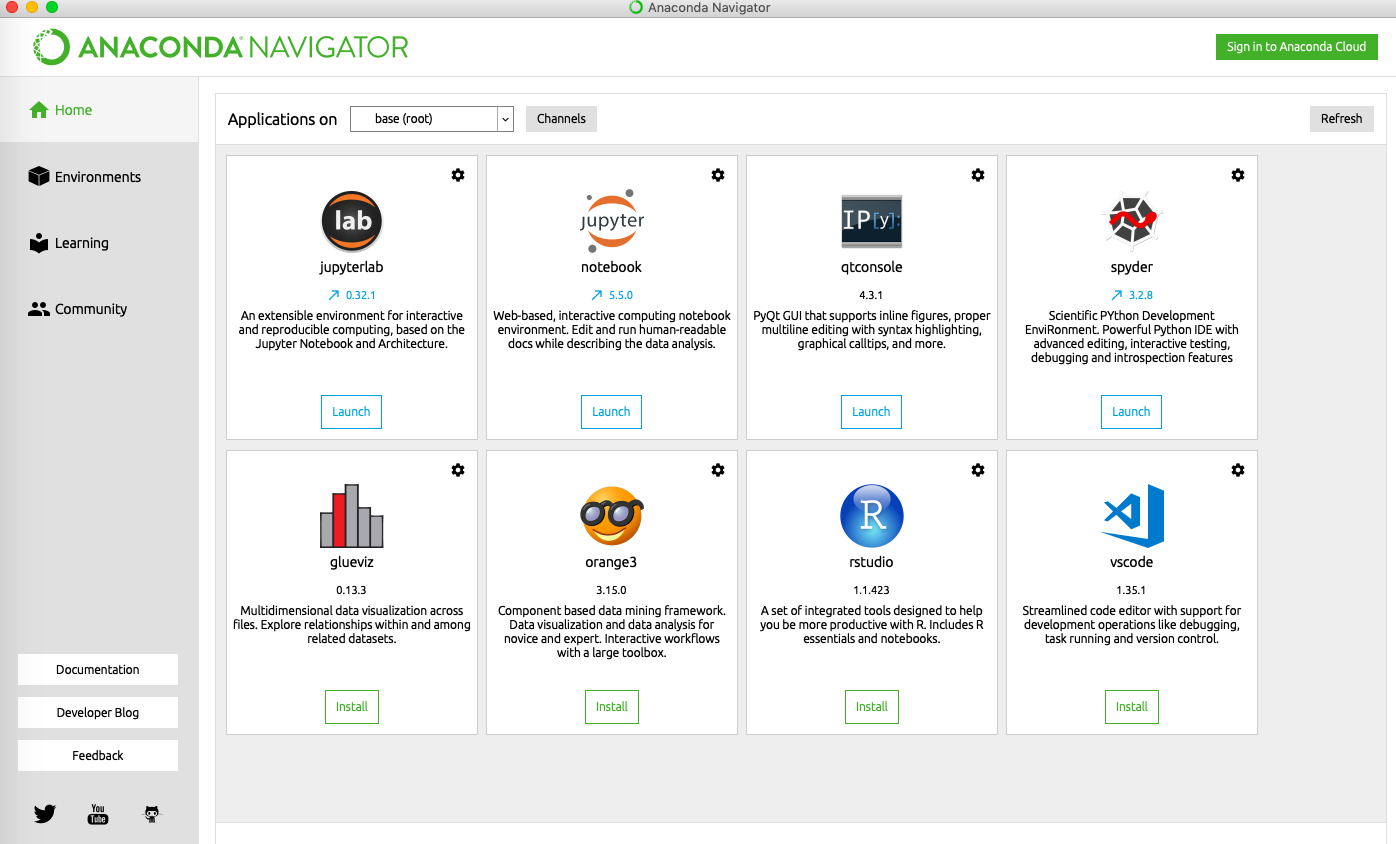 Anaconda Navigator
ANACONDA NAVIGATOR
Sign in to Anaconda Cloud
Home
Environments
Learning
Community
Documentation
Developer Blog
Feedback
You
Tube
Applications on
base (root)
Channels
Refresh
lab
jupyterlab
0.32.1
An extensible environment for interactive
and reproducible computing, based on the
Jupyter Notebook and Architecture.
Launch
jupyter
notebook
5.5.0
Web-based, interactive computing notebook
environment. Edit and run human-readable
docs while describing the data analysis.
Launch
IP[y]:
qtconsole
4.3.1
PyQt GUI that supports inline figures, proper
multiline editing with syntax highlighting,
graphical calltips, and more.
Launch
spyder
3.2.8
Scientific PYthon Development
EnviRonment. Powerful Python IDE with
advanced editing, interactive testing,
debugging and introspection features
Launch
glueviz
0.13.3
Multidimensional data visualization across
files. Explore relationships within and among
related datasets.
Install
orange3
3.15.0
Component based data mining framework.
Data visualization and data analysis for
novice and expert. Interactive workflows
with a large toolbox.
Install
R
rstudio
1.1.423
A set of integrated tools designed to help
you be more productive with R. Includes R
essentials and notebooks.
Install
vscode
1.35.1
Streamlined code editor with support for
development operations like debugging,
task running and version control.
Install